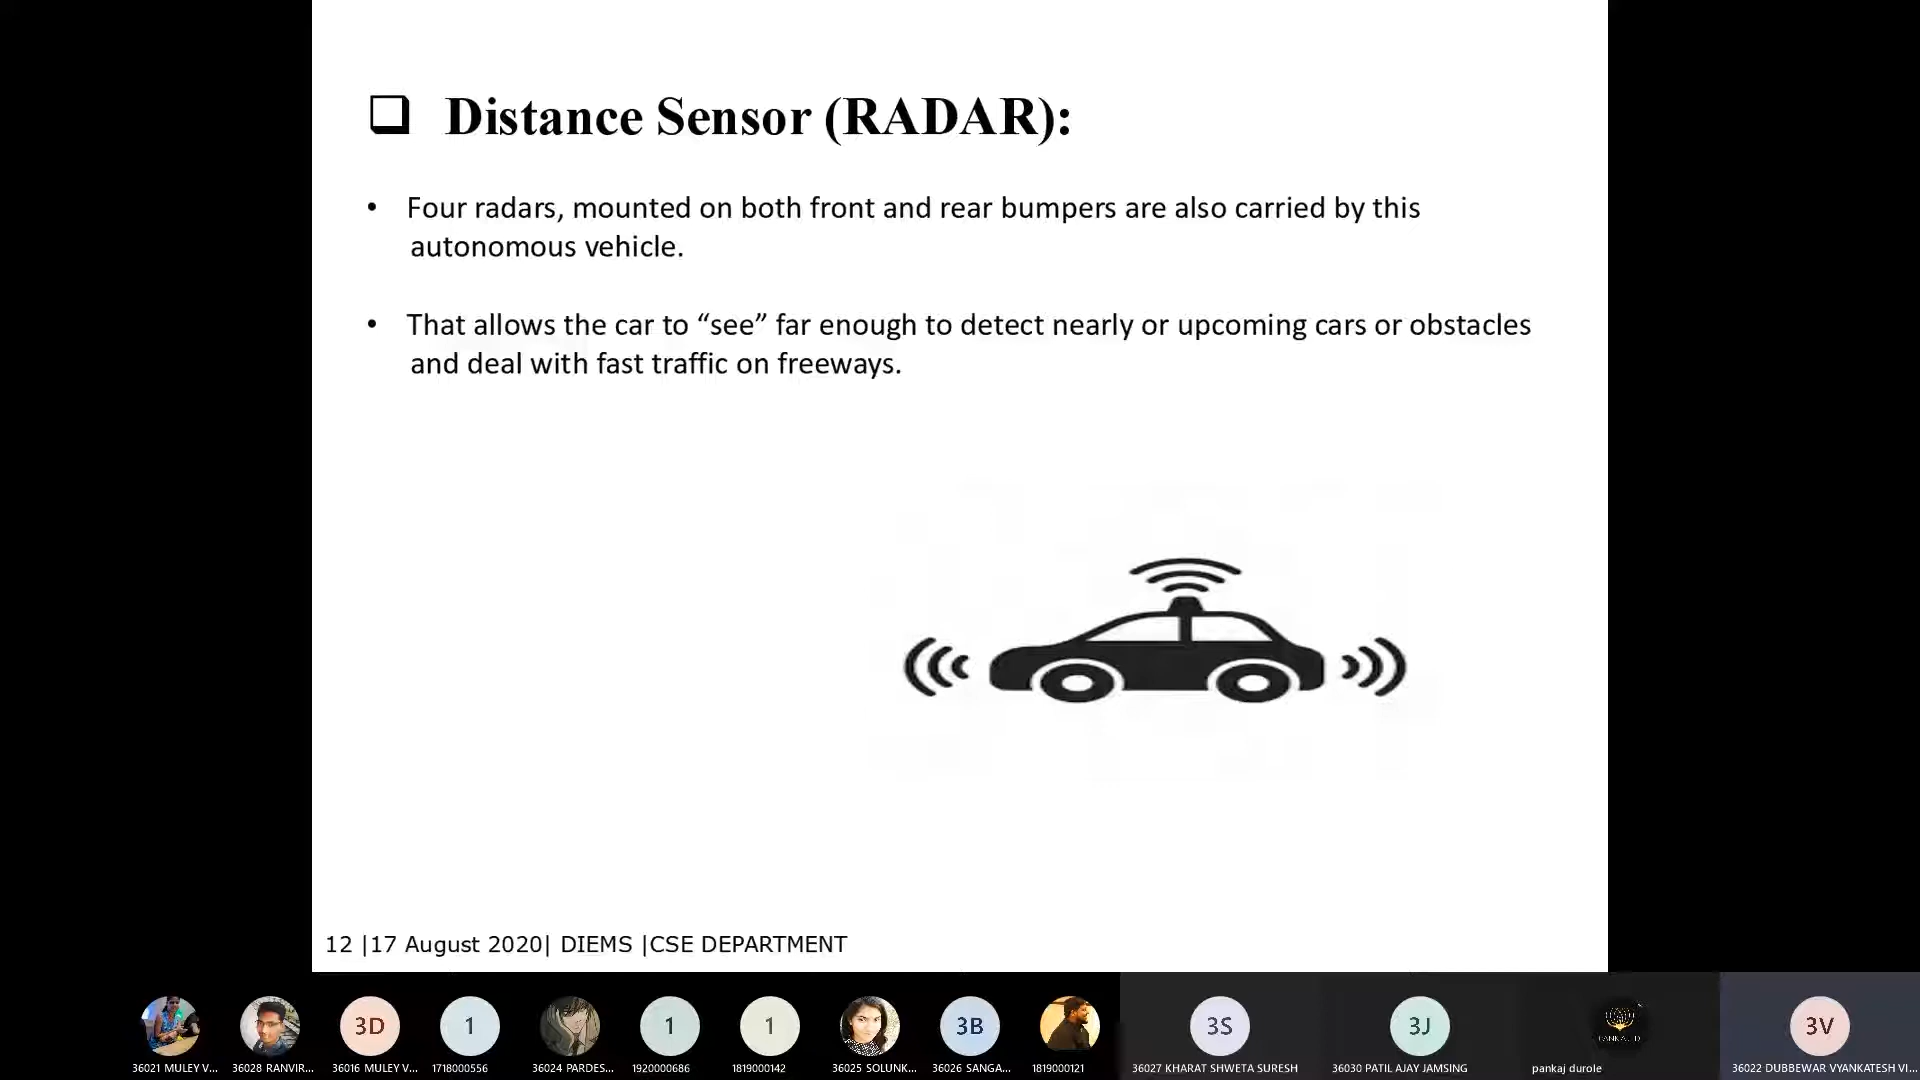 ❑ Distance Sensor (RADAR):
• Four radars, mounted on both front and rear bumpers are also carried by this
autonomous vehicle.
• That allows the car to “see” far enough to detect nearly or upcoming cars or obstacles
and deal with fast traffic on freeways.
12 |17 August 2020| DIEMS |CSE DEPARTMENT
3D 1 1 1 3B 3S 3J 3V
36021 MULEY V... 36028 RANVIR... 36016 MULEY V... 1718000556 36024 PARDES... 1920000686 1819000142 36025 SOLUNK... 36026 SANGA... 1819000121 36027 KHARAT SHWETA SURESH 36030 PATIL AJAY JAMSING pankaj durole 36022 DUBBEWAR VYANKATESH VI...